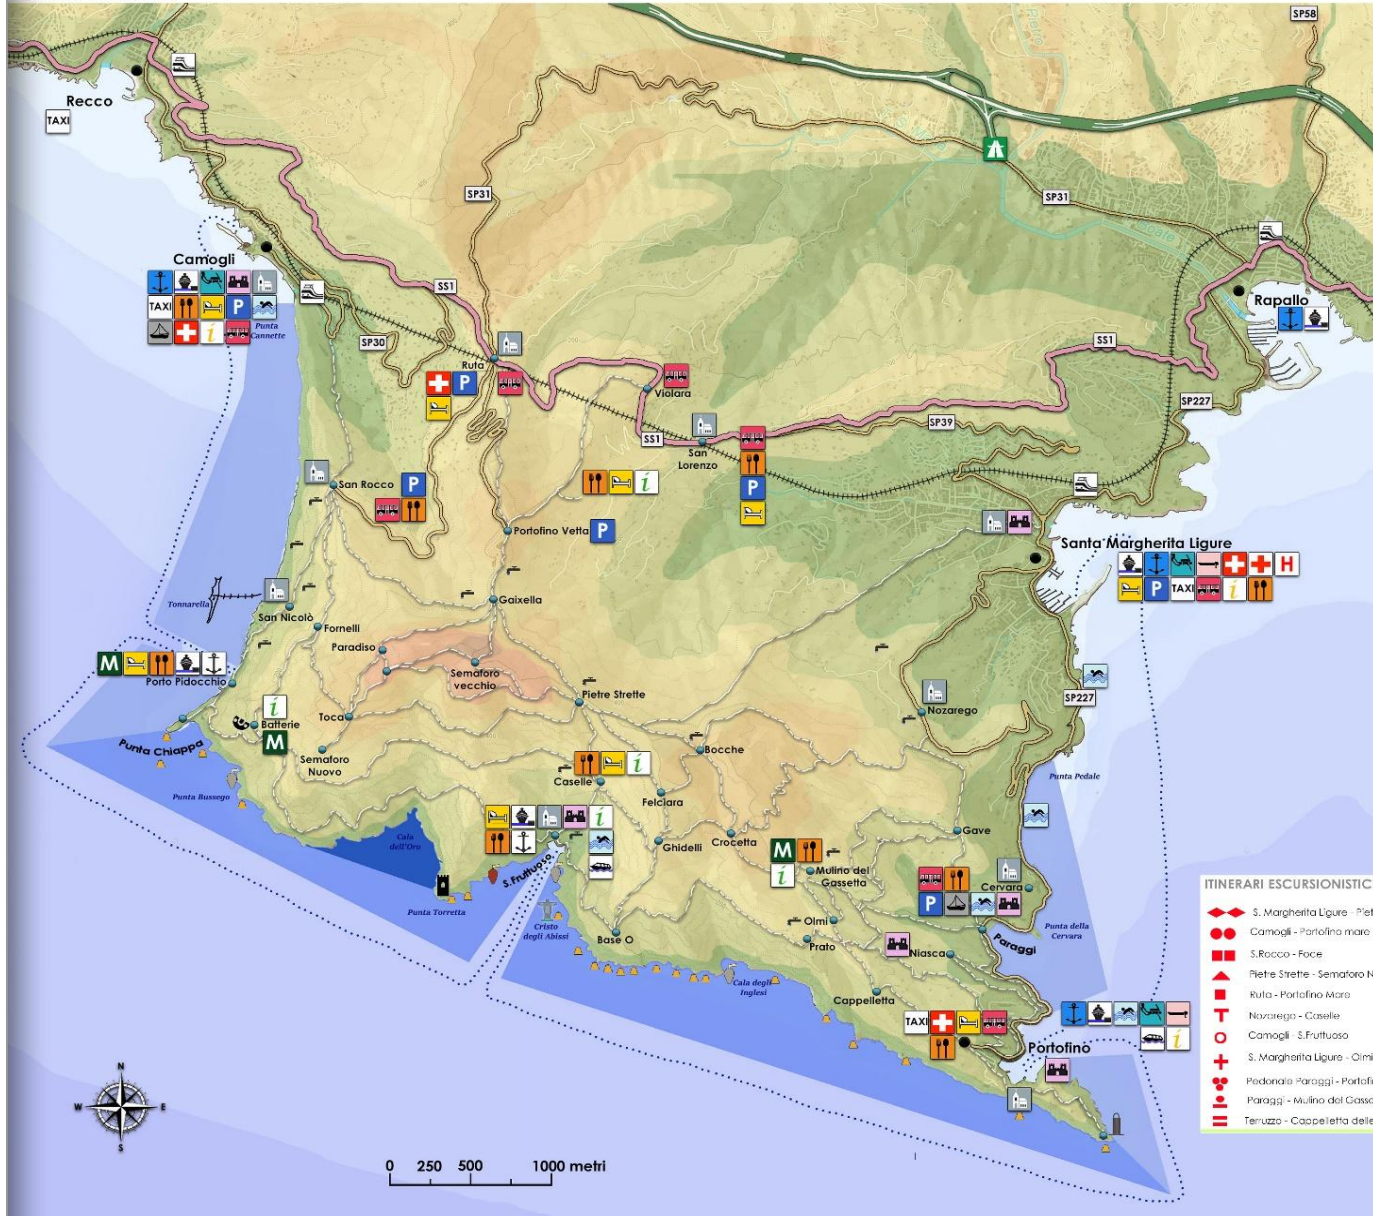 SP58
Recco
TAXI
SP31
SP31
Camogli
TAXI
P
i
Punta
Cannette
Rapallo
SS1
SS1
SP30
Ruta
P
Violara
SP227
SP39
SS1
San
Lorenzo
P
San Rocco
P
i
Portofino Vetta
P
Santa Margherita Ligure
H
P
TAXI
i
Tonnarella
San Nicolò
Gaixella
Fornelli
Paradiso
Semaforo
vecchio
M
Porto Pidocchio
Pietre Strette
SP227
Nozarego
i
Batterie
M
Toca
Punta Chiappa
Semaforo
Nuovo
Bocche
i
Caselle
Punta Pedale
Punta Bussego
Felciara
i
Cala
dell'Oro
Ghidelli
Crocetta
Gave
M
i
Mulino del
Gassetta
S.Fruttuoso
P
Cervara
Punta Torretta
Cristo
degli Abissi
Base O
Olmi
Prato
Paraggi
Punta della
Cervara
Niasca
Cala degli
Inglesi
Cappelletta
TAXI
i
Portofino
ITINERARI ESCURSIONISTIC
S. Margherita Ligure - Piet
Camogli - Portofino mare
S.Rocco - Foce
Pietre Strette - Semaforo N
Ruta - Portofino Mare
Nozarego - Caselle
Camogli - S.Fruttuoso
S. Margherita Ligure - Olmi
Pedonale Paraggi - Portofi
Paraggi - Mulino del Gasse
Terruzzo - Cappelletta delle
N
W
E
S
0 250 500 1000 metri